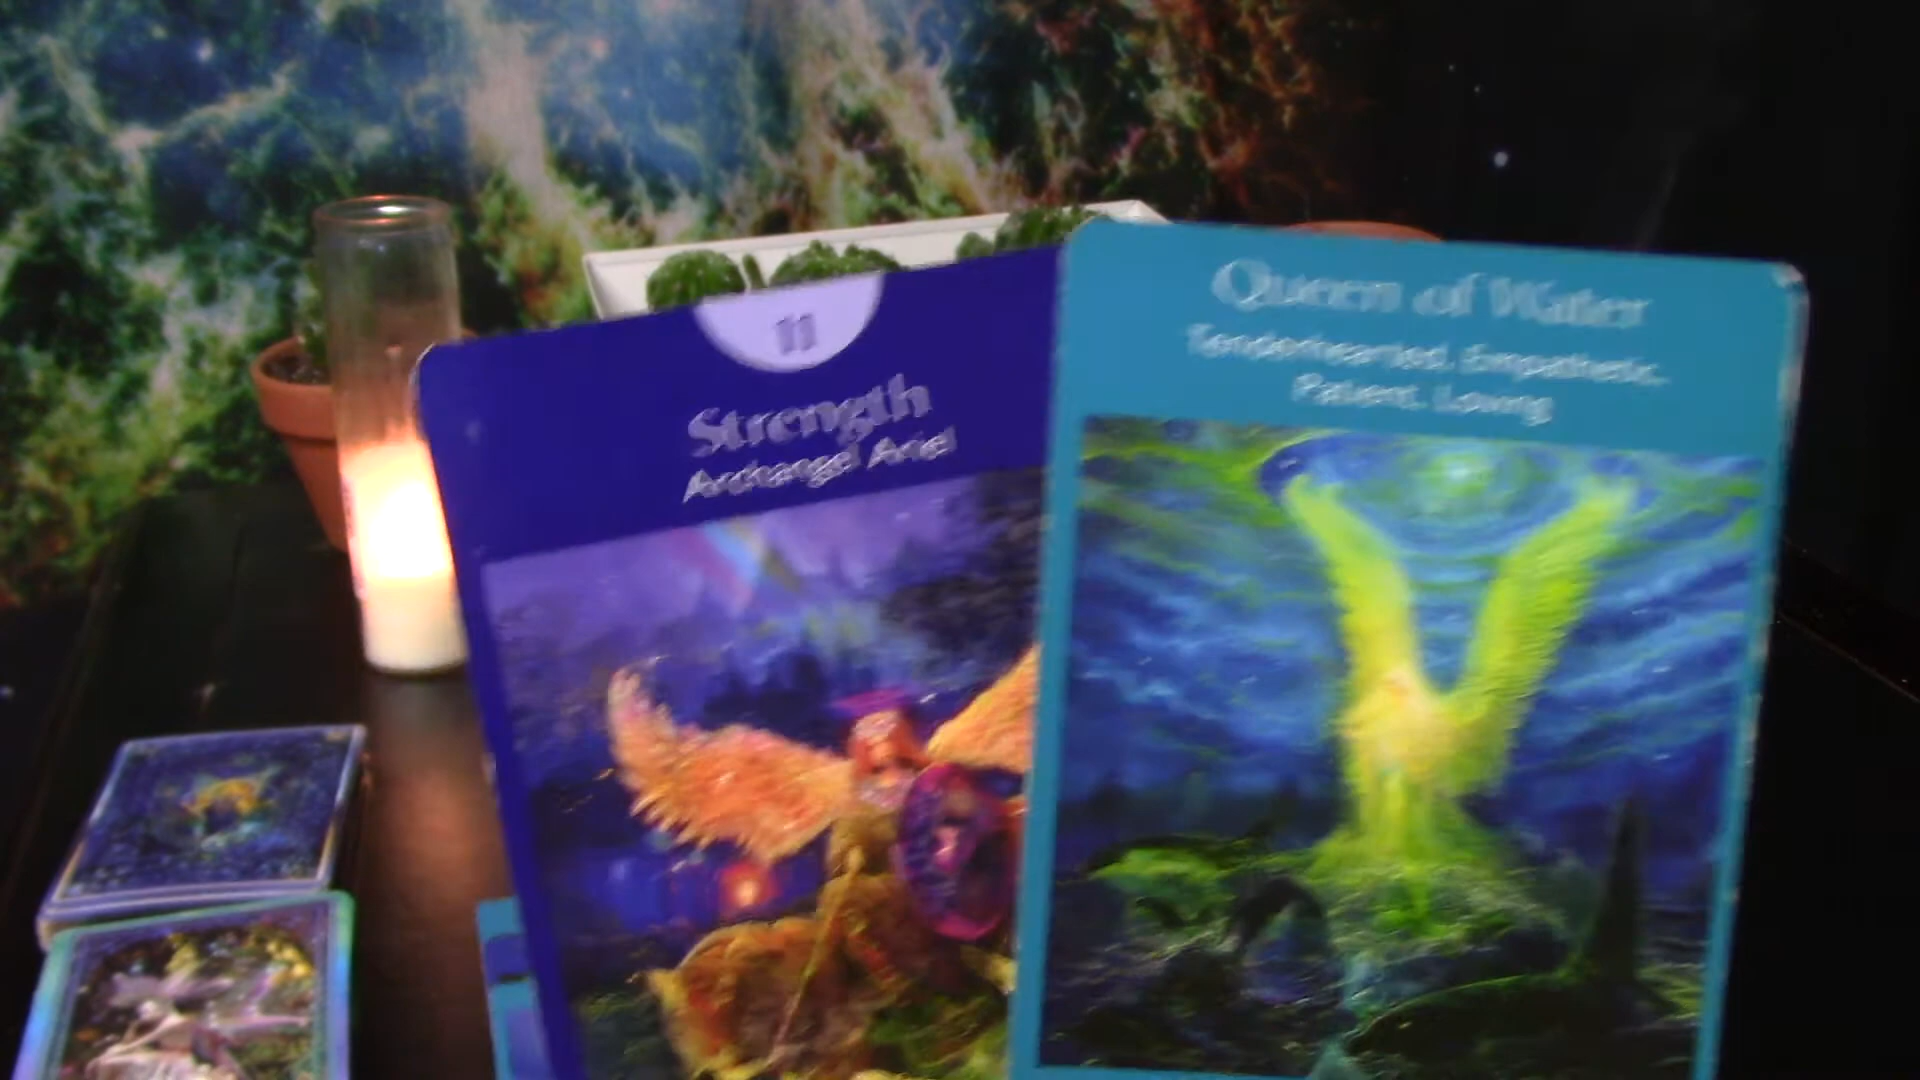 11
Strength
Archangel Ariel
Queen of Water
Tenderhearted. Empathetic.
Patient. Loving